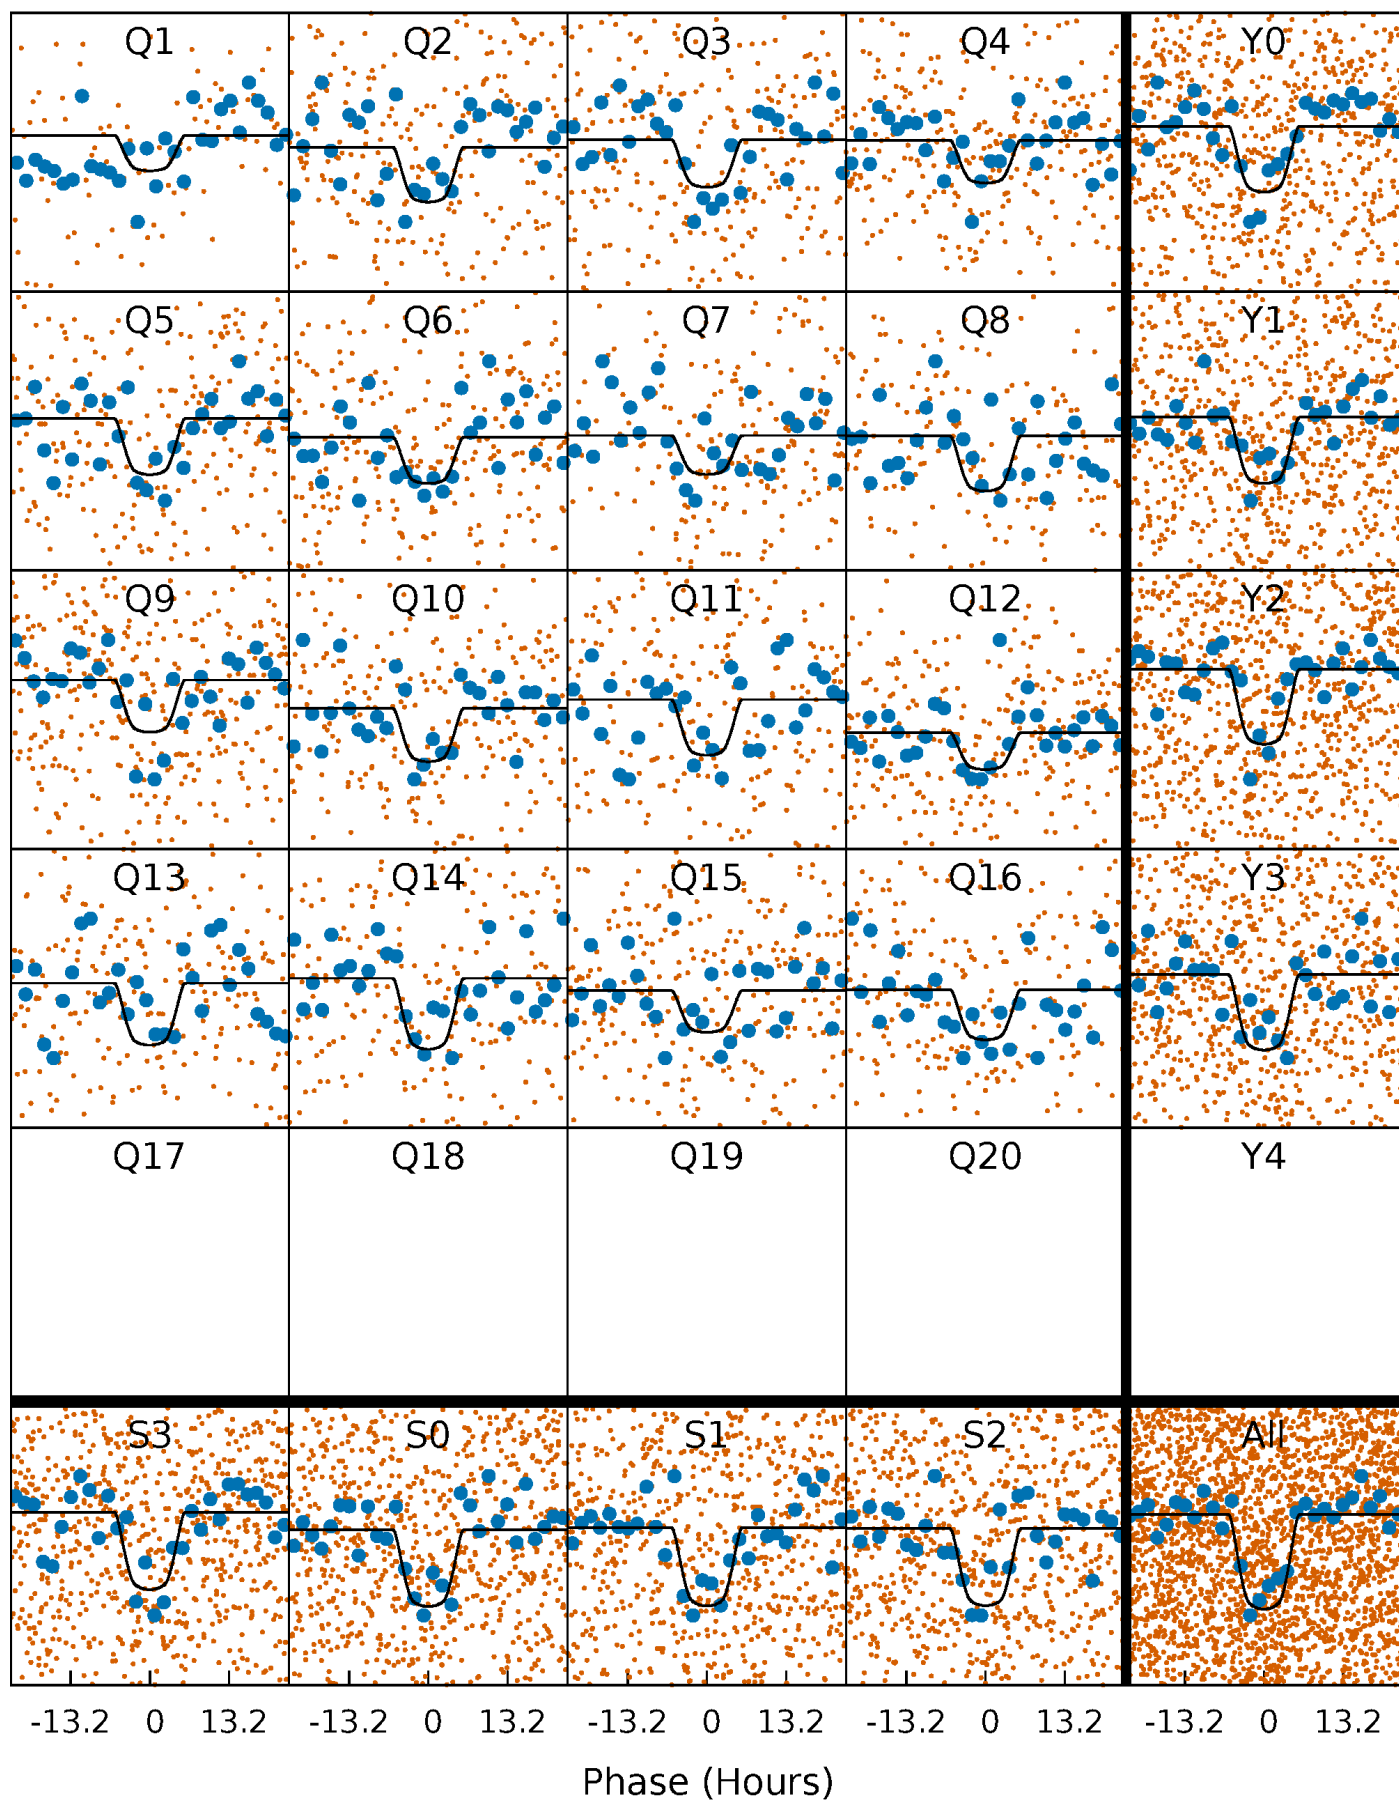 Q1 Q2 Q3 Q4 Y0
Q5 Q6 Q7 Q8 Y1
Q9 Q10 Q11 Q12 Y2
Q13 Q14 Q15 Q16 Y3
Q17 Q18 Q19 Q20 Y4
S3 S0 S1 S2 All
-13.2 0 13.2 -13.2 0 13.2 -13.2 0 13.2 -13.2 0 13.2 -13.2 0 13.2
Phase (Hours)